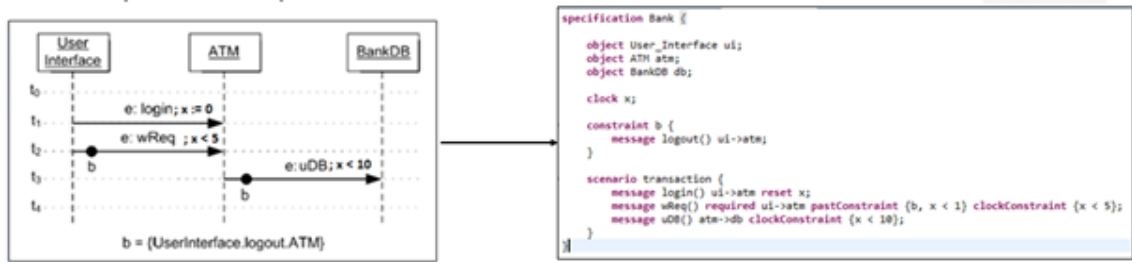 User
Interface
ATM
BankDB
t0
t1
t2
t3
t4
e: login; x := 0
e: wReq ; x < 5
b
e: uDB; x < 10
b
b = {UserInterface.logout.ATM}
specification Bank {
object User_Interface ui;
object ATM atm;
object BankDB db;
clock x;
constraint b {
message logout() ui->atm;
}
scenario transaction {
message login() ui->atm reset x;
message wReq() required ui->atm pastConstraint {b, x < 1} clockConstraint {x < 5};
message uDB() atm->db clockConstraint {x < 10};
}
}